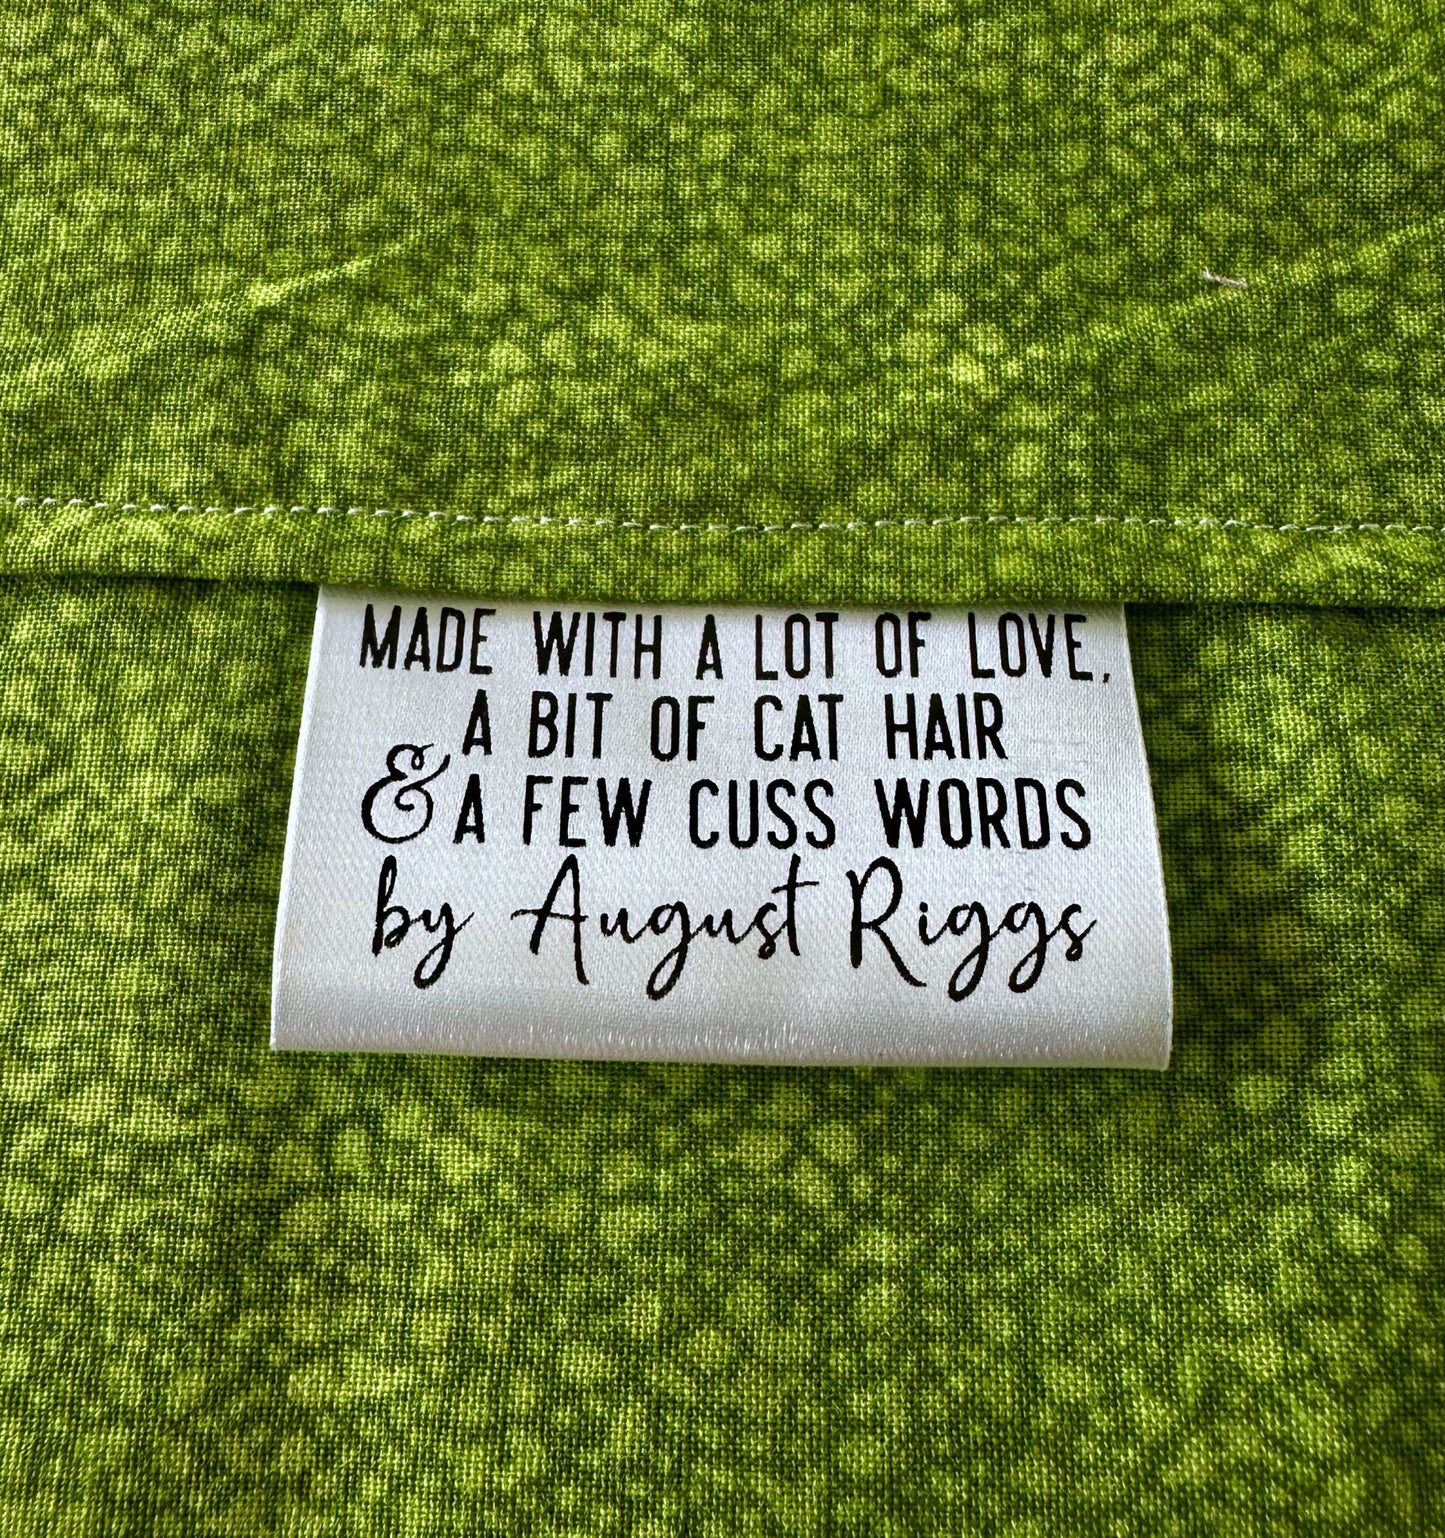 MADE WITH A LOT OF LOVE,
A BIT OF CAT HAIR
& A FEW CUSS WORDS
by August Riggs